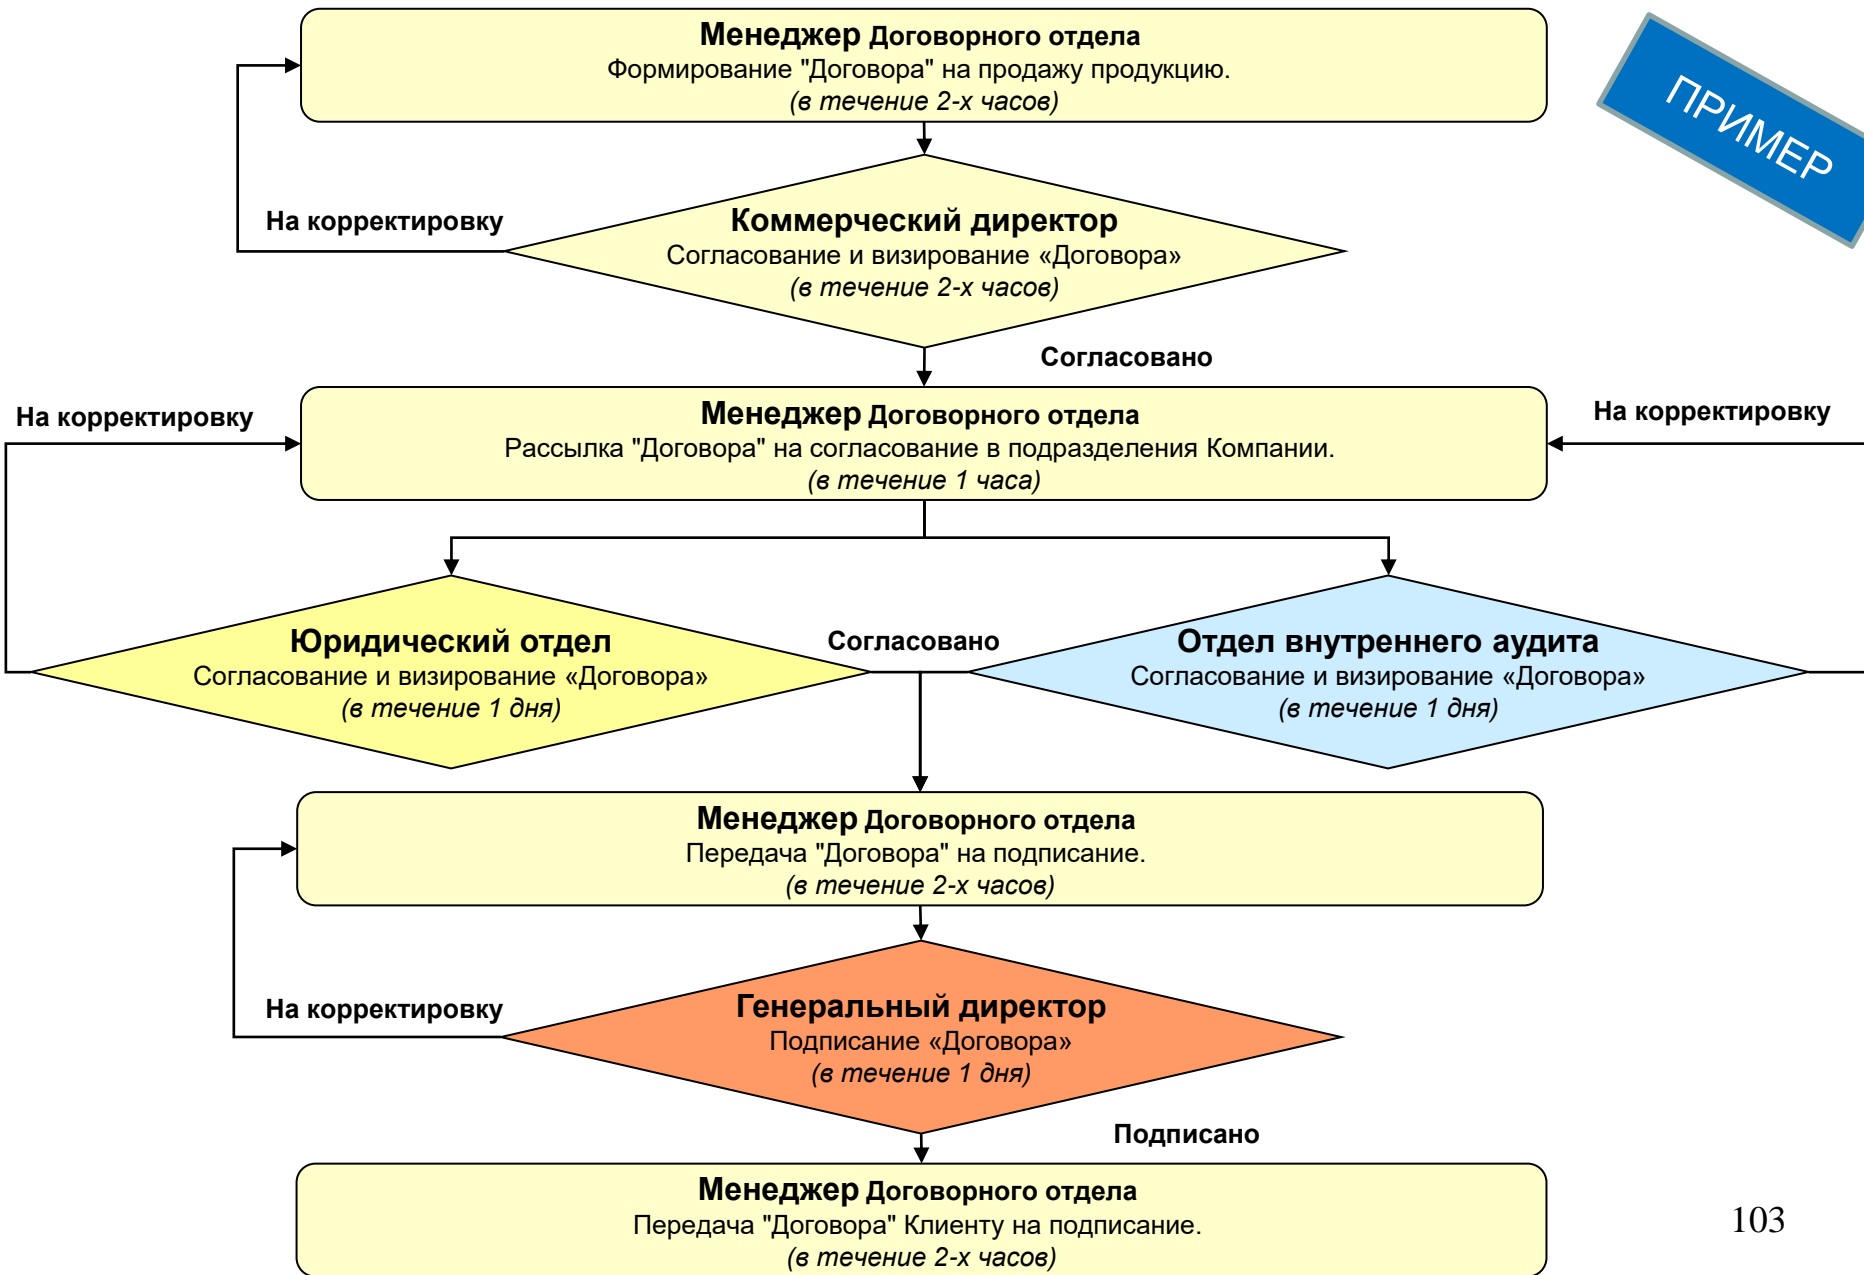 Менеджер Договорного отдела
Формирование "Договора" на продажу продукцию.
(в течение 2-х часов)
ПРИМЕР
На корректировку
Коммерческий директор
Согласование и визирование «Договора»
(в течение 2-х часов)
Согласовано
На корректировку
Менеджер Договорного отдела
Рассылка "Договора" на согласование в подразделения Компании.
(в течение 1 часа)
На корректировку
Юридический отдел
Согласование и визирование «Договора»
(в течение 1 дня)
Согласовано
Отдел внутреннего аудита
Согласование и визирование «Договора»
(в течение 1 дня)
Менеджер Договорного отдела
Передача "Договора" на подписание.
(в течение 2-х часов)
На корректировку
Генеральный директор
Подписание «Договора»
(в течение 1 дня)
Подписано
Менеджер Договорного отдела
Передача "Договора" Клиенту на подписание.
(в течение 2-х часов)
103